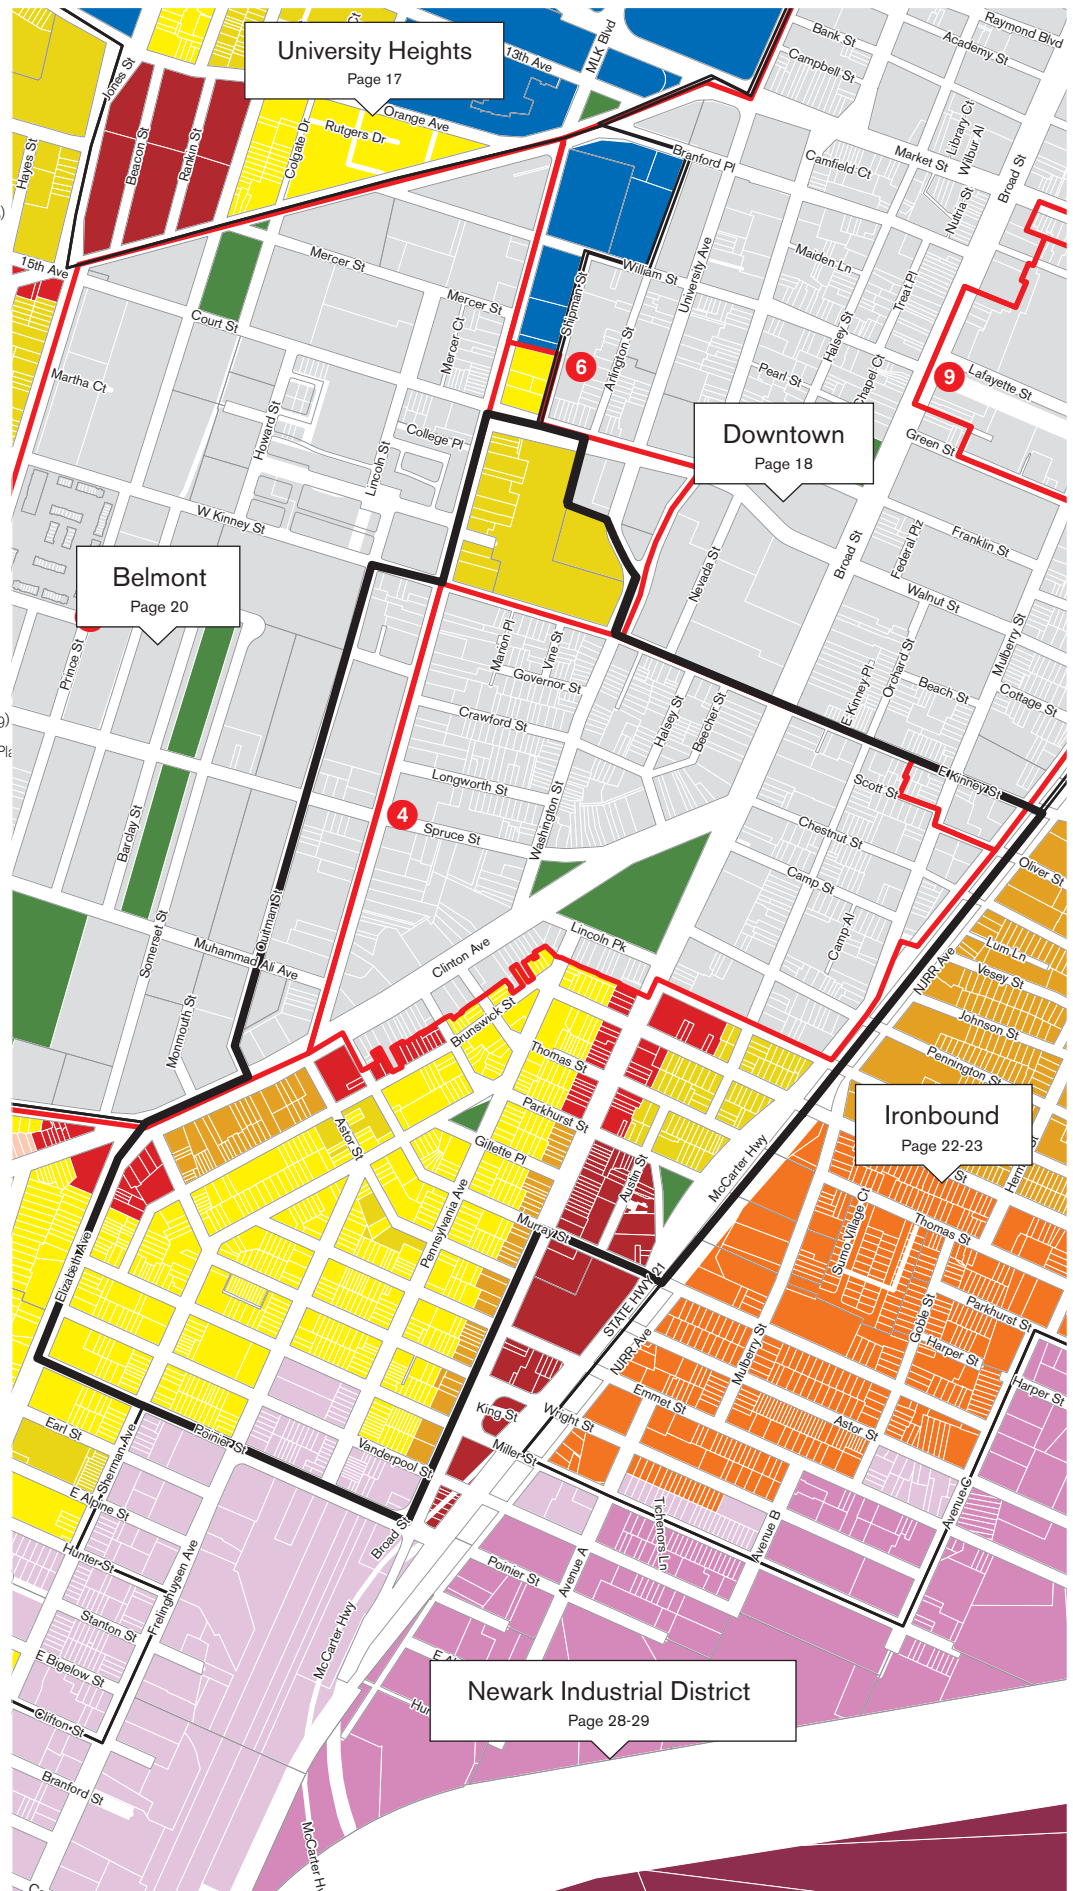 University Heights
Page 17
Jones St
Ct
13th Ave
MLK Blvd
Bank St
Campbell St
Raymond Blvd
Academy St
Hayes St
Beacon St
Rankin St
Colgate Dr
Rutgers Dr
Orange Ave
Branford Pl
Camfield Ct
Market St
Library Ct
Wilbur Al
Broad St
Nutria St
15th Ave
Mercer St
Mercer St
Court St
Mercer Ct
Shipman St
William St
University Ave
Maiden Ln
Treat Pl
Halsey St
Arlington St
Pearl St
Chapel Ct
6
9
Lafayette St
Green St
Martha Ct
Howard St
Lincoln St
College Pl
Downtown
Page 18
W Kinney St
Nevada St
Broad St
Federal Plz
Franklin St
Walnut St
Mulberry St
Belmont
Page 20
Prince St
Marion Pl
Vine St
Governor St
Crawford St
Halsey St
Beecher St
E Kinney Pl
Orchard St
Beach St
Cottage St
Longworth St
Washington St
4
Spruce St
Scott St
E Kinney St
Chestnut St
Camp St
Camp Al
Barclay St
Somerset St
Quitman St
Muhammad Ali Ave
Monmouth St
Clinton Ave
Lincoln Pk
Oliver St
Lum Ln
Vesey St
NJRR Ave
Johnson St
Pennington St
Brunswick St
Thomas St
Astor St
Parkhurst St
Gillette Pl
Austin St
McCarter Hwy
Ironbound
Page 22-23
St
Elizabeth Ave
Pennsylvania Ave
Murray St
STATE HWY 21
NJRR Ave
Sumo Village Ct
Thomas St
Goble St
Parkhurst St
Harper St
Harper St
Mulberry St
Emmet St
Astor St
Wright St
King St
Miller St
Earl St
Sherman Ave
Poinier St
Vanderpool St
E Alpine St
Hunter St
Broad St
Tichenors Ln
Avenue B
Avenue C
Avenue A
Poinier St
Frelinghuysen Ave
Stanton St
E Bigelow St
Clifton St
McCarter Hwy
Newark Industrial District
Page 28-29
Branford St